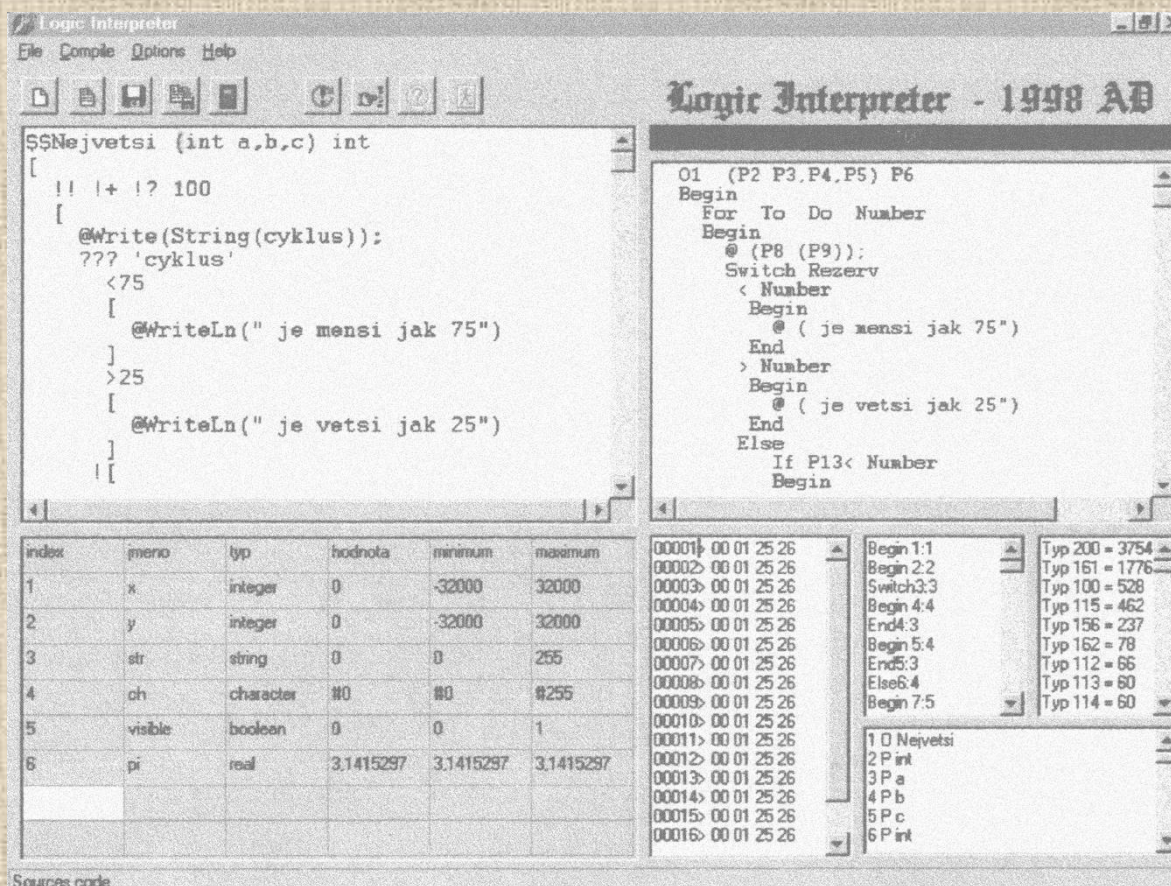 Logic Interpreter
File Compile Options Help
Logic Interpreter - 1998 AD
$$Nejvetsi (int a,b,c) int
[
!! !+ !? 100
[
@Write(String(cyklus));
??? 'cyklus'
<75
[
@WriteLn(" je mensi jak 75")
]
>25
[
@WriteLn(" je vetsi jak 25")
]
![
O1 (P2 P3,P4,P5) P6
Begin
For To Do Number
Begin
@ (P8 (P9));
Switch Rezerv
< Number
Begin
@ ( je mensi jak 75")
End
> Number
Begin
@ ( je vetsi jak 25")
End
Else
If P13< Number
Begin
index jmeno typ hodnota minimum maximum
1 x integer 0 -32000 32000
2 y integer 0 -32000 32000
3 str string 0 0 255
4 ch character #0 #0 #255
5 visible boolean 0 0 1
6 pi real 3,1415297 3,1415297 3,1415297
00001> 00 01 25 26
00002> 00 01 25 26
00003> 00 01 25 26
00004> 00 01 25 26
00005> 00 01 25 26
00006> 00 01 25 26
00007> 00 01 25 26
00008> 00 01 25 26
00009> 00 01 25 26
00010> 00 01 25 26
00011> 00 01 25 26
00012> 00 01 25 26
00013> 00 01 25 26
00014> 00 01 25 26
00015> 00 01 25 26
00016> 00 01 25 26
Begin 1:1
Begin 2:2
Switch3:3
Begin 4:4
End4:3
Begin 5:4
End5:3
Else6:4
Begin 7:5
Typ 200 = 3754
Typ 161 = 1776
Typ 100 = 528
Typ 115 = 462
Typ 156 = 237
Typ 162 = 78
Typ 112 = 66
Typ 113 = 60
Typ 114 = 60
1 O Nejvetsi
2 P int
3 P a
4 P b
5 P c
6 P int
Sources code